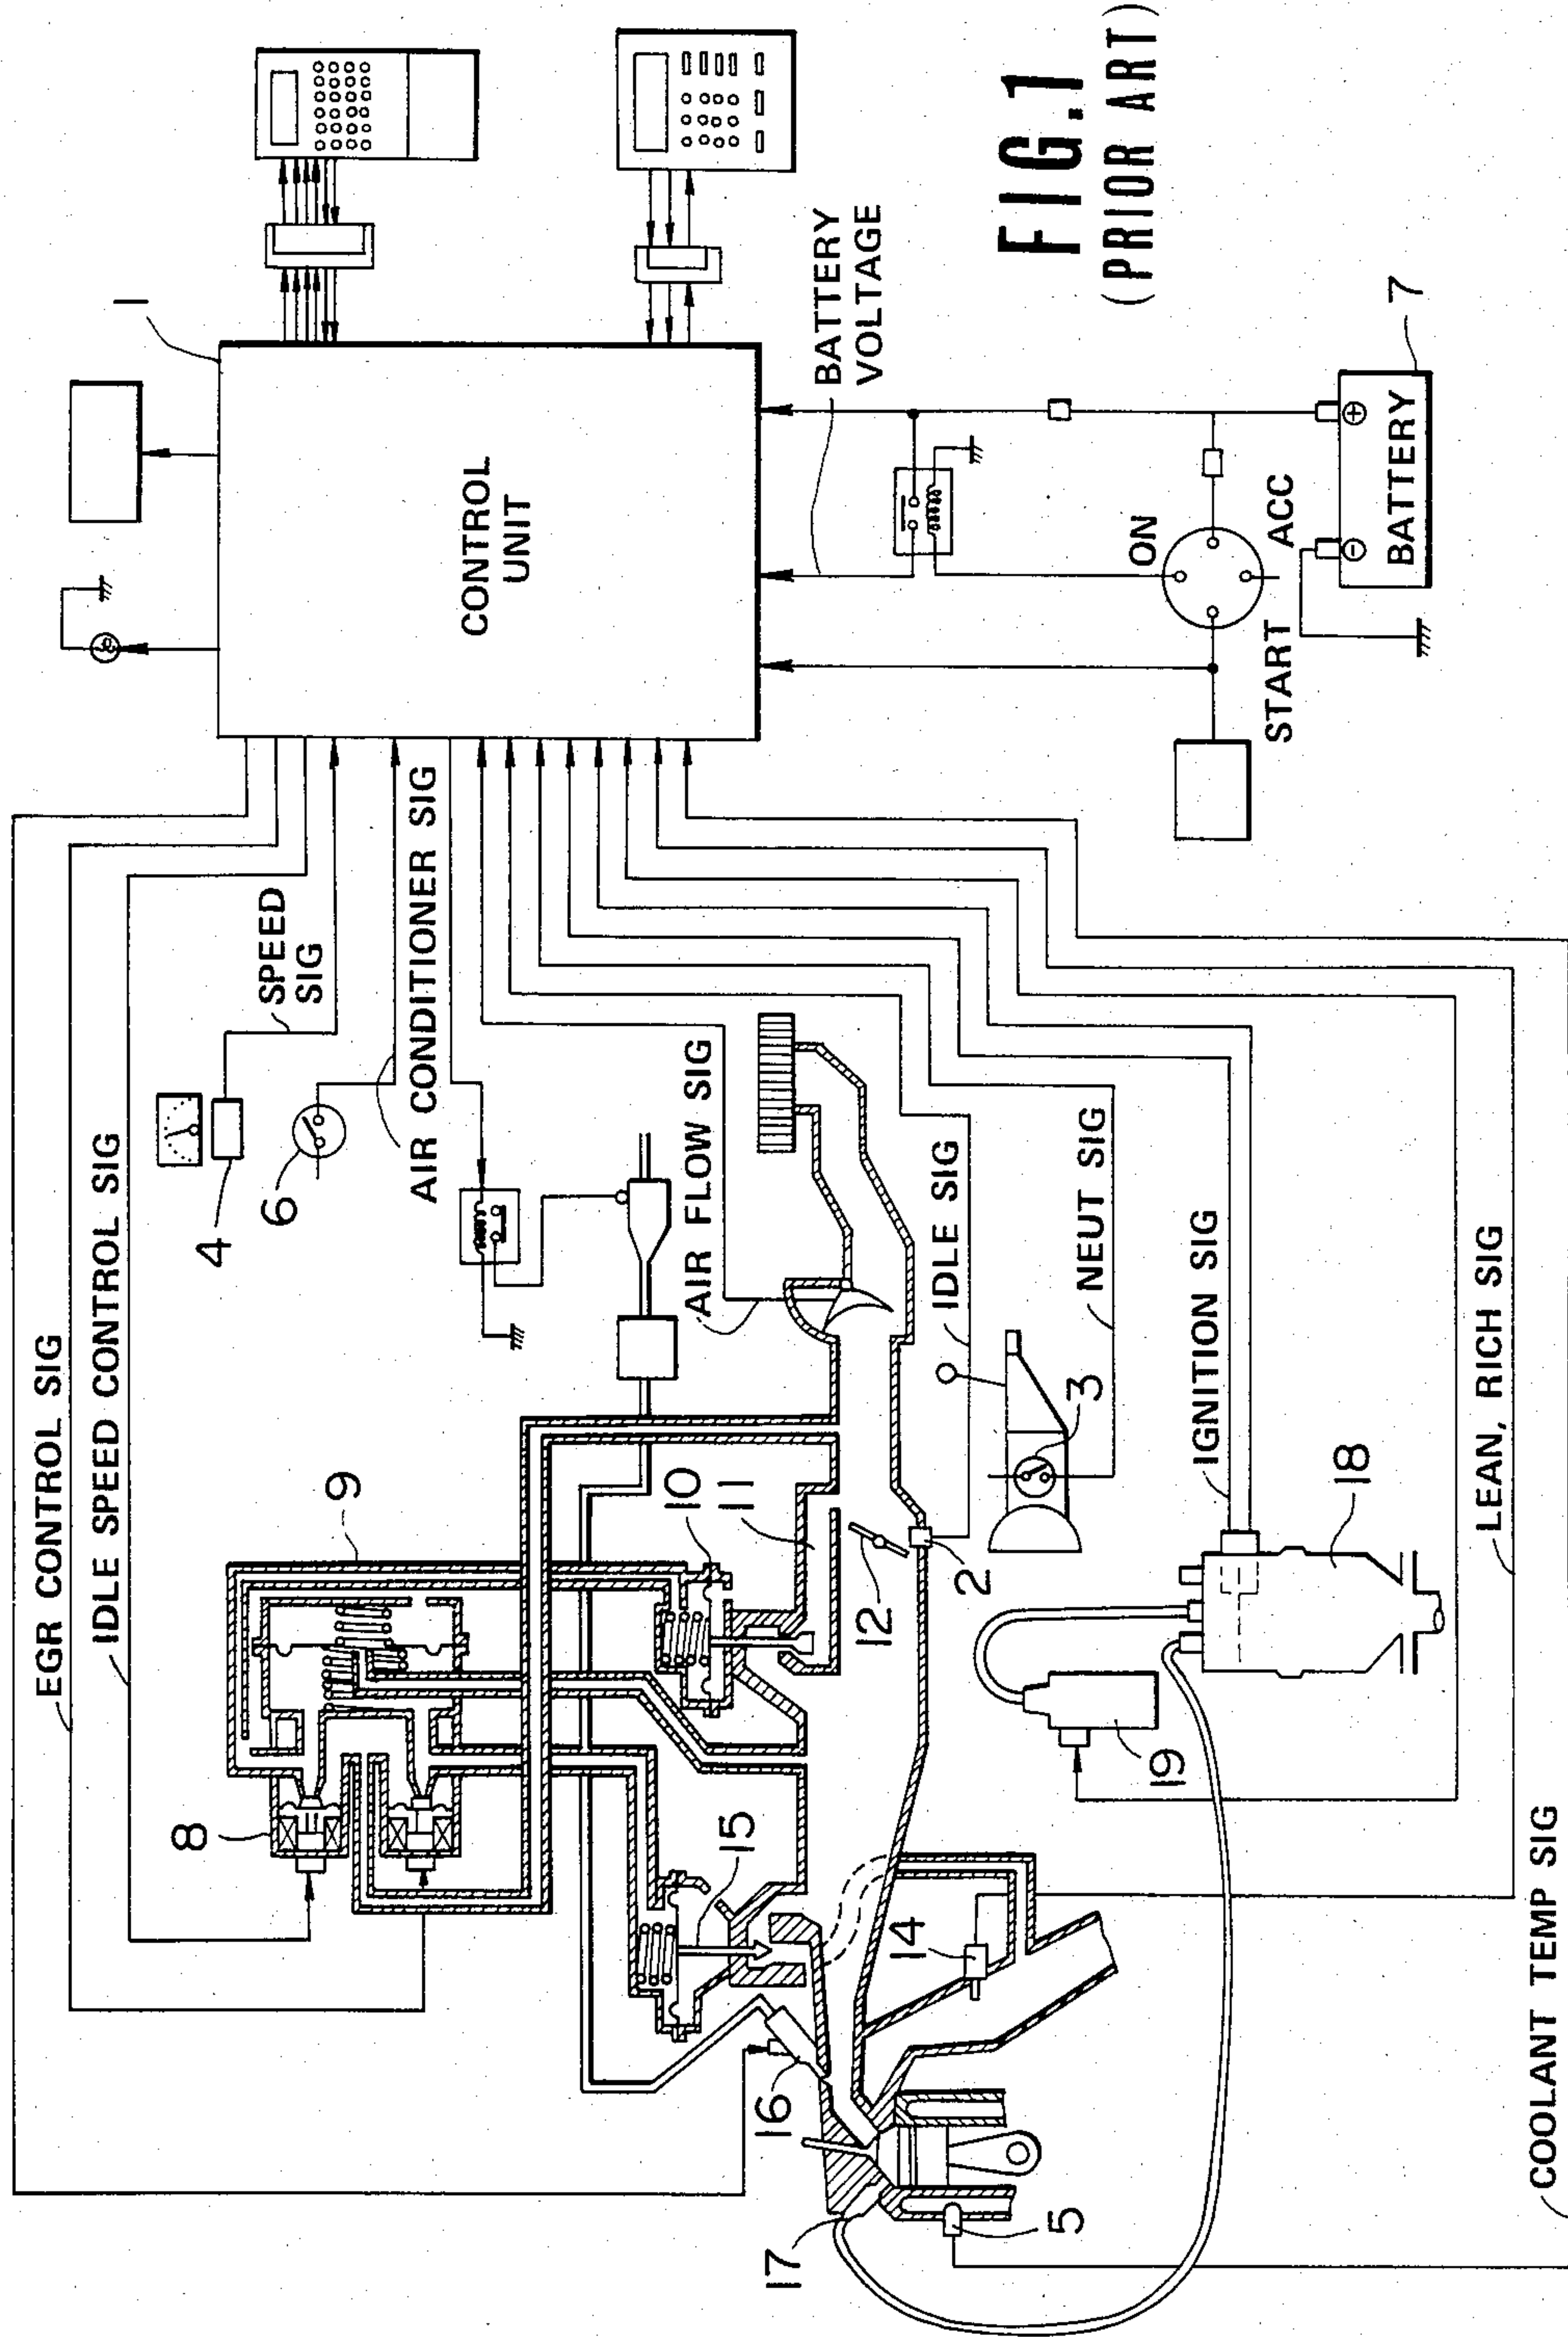 EGR CONTROL SIG
IDLE SPEED CONTROL SIG
SPEED
SIG
AIR CONDITIONER SIG
AIR FLOW SIG
IDLE SIG
NEUT SIG
IGNITION SIG
LEAN, RICH SIG
COOLANT TEMP SIG
CONTROL
UNIT
BATTERY
VOLTAGE
ON
ACC
START
BATTERY
+
-
1
2
3
4
5
6
7
8
9
10
11
12
14
15
16
17
18
19
FIG.1
(PRIOR ART)